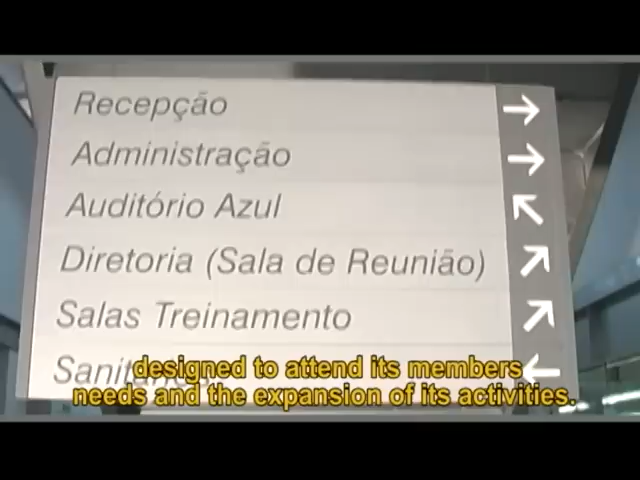 Recepção
Administração
Auditório Azul
Diretoria (Sala de Reunião)
Salas Treinamento
designed to attend its members
needs and the expansion of its activities.